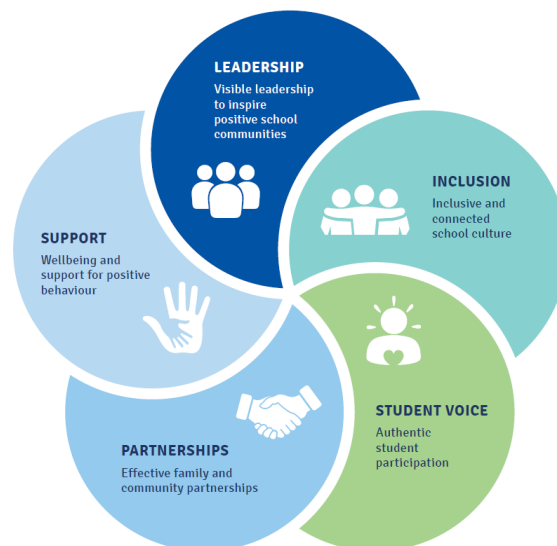 LEADERSHIP
Visible leadership
to inspire
positive school
communities
INCLUSION
Inclusive and
connected
school culture
STUDENT VOICE
Authentic
student
participation
PARTNERSHIPS
Effective family and
community partnerships
SUPPORT
Wellbeing and
support for positive
behaviour